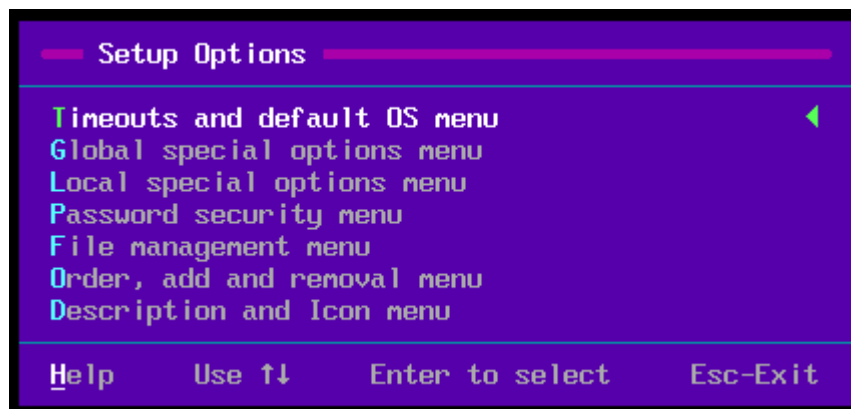 Setup Options
Timeouts and default OS menu
Global special options menu
Local special options menu
Password security menu
File management menu
Order, add and removal menu
Description and Icon menu
Help Use ↑↓ Enter to select Esc-Exit